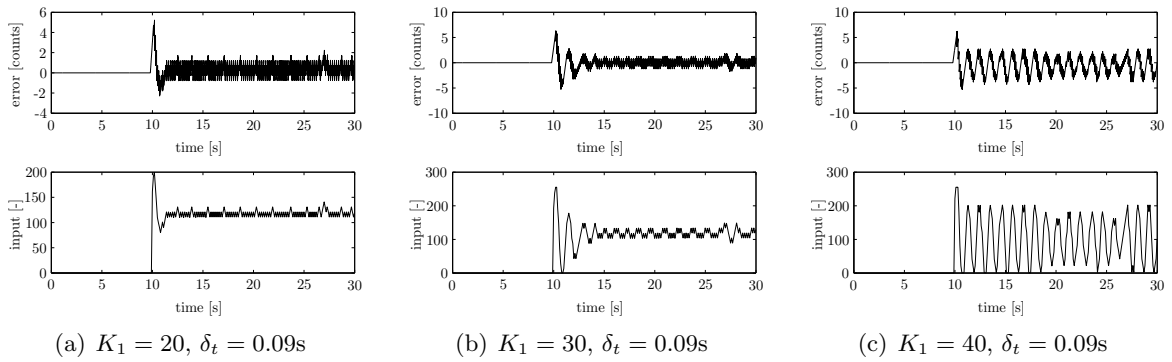 6
4
2
0
-2
-4
error [counts]
0 5 10 15 20 25 30
time [s]
200
150
100
50
0
input [-]
0 5 10 15 20 25 30
time [s]
(a) K₁ = 20, δₜ = 0.09s
10
5
0
-5
-10
error [counts]
0 5 10 15 20 25 30
time [s]
300
200
100
0
input [-]
0 5 10 15 20 25 30
time [s]
(b) K₁ = 30, δₜ = 0.09s
10
5
0
-5
-10
error [counts]
0 5 10 15 20 25 30
time [s]
300
200
100
0
input [-]
0 5 10 15 20 25 30
time [s]
(c) K₁ = 40, δₜ = 0.09s